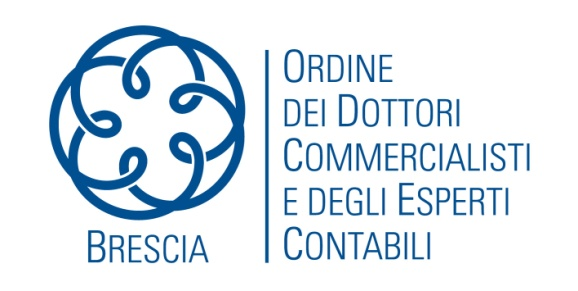 BRESCIA
ORDINE
DEI DOTTORI
COMMERCIALISTI
E DEGLI ESPERTI
CONTABILI